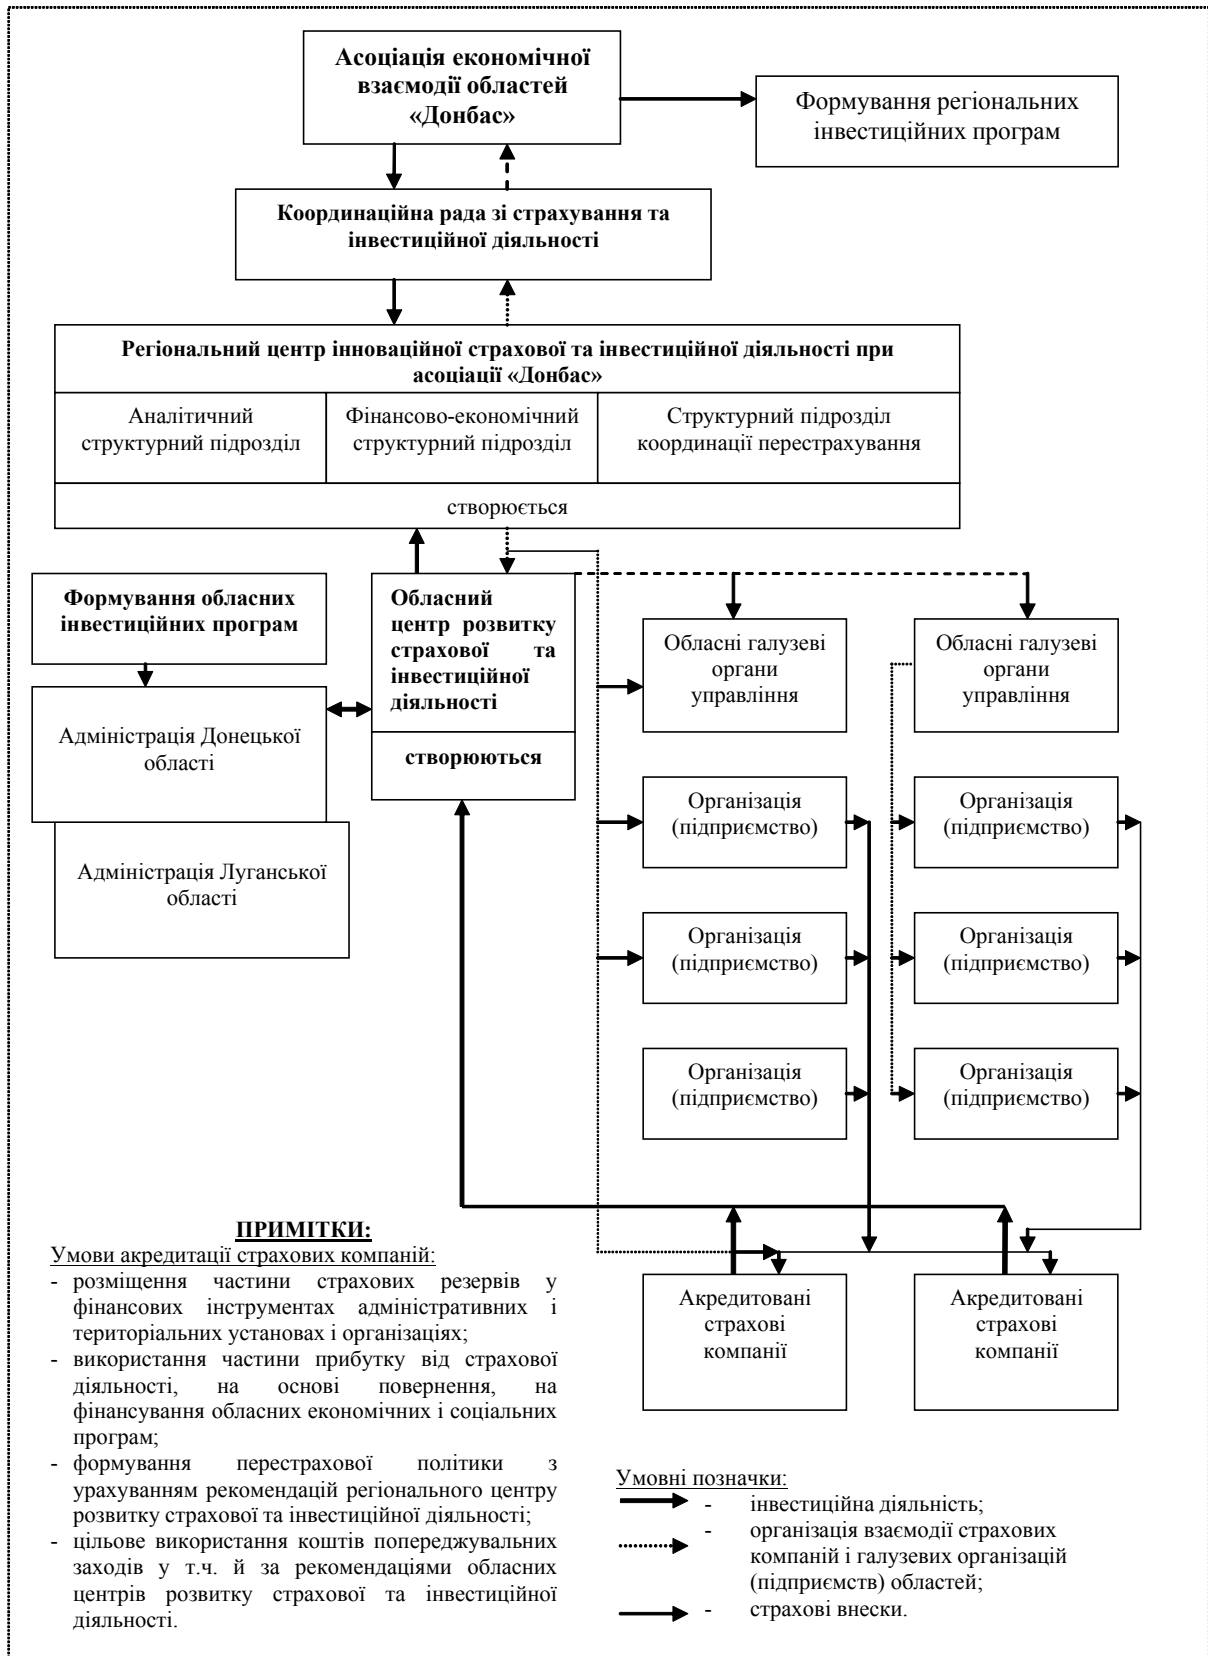 Асоціація економічної
взаємодії областей
«Донбас»
Формування регіональних
інвестиційних програм
Координаційна рада зі страхування та
інвестиційної діяльності
Регіональний центр інноваційної страхової та інвестиційної діяльності при
асоціації «Донбас»
Аналітичний
структурний підрозділ
Фінансово-економічний
структурний підрозділ
Структурний підрозділ
координації перестрахування
створюється
Формування обласних
інвестиційних програм
Обласний
центр розвитку
страхової та
інвестиційної
діяльності
створюються
Обласні галузеві
органи
управління
Обласні галузеві
органи
управління
Адміністрація Донецької
області
Адміністрація Луганської
області
Організація
(підприємство)
Організація
(підприємство)
Організація
(підприємство)
Організація
(підприємство)
Організація
(підприємство)
Організація
(підприємство)
Акредитовані
страхові
компанії
Акредитовані
страхові
компанії
ПРИМІТКИ:
Умови акредитації страхових компаній:
- розміщення частини страхових резервів у
фінансових інструментах адміністративних і
територіальних установах і організаціях;
- використання частини прибутку від страхової
діяльності, на основі повернення, на
фінансування обласних економічних і соціальних
програм;
- формування перестрахової політики з
урахуванням рекомендацій регіонального центру
розвитку страхової та інвестиційної діяльності;
- цільове використання коштів попереджувальних
заходів у т.ч. й за рекомендаціями обласних
центрів розвитку страхової та інвестиційної
діяльності.
Умовні позначки:
- інвестиційна діяльність;
- організація взаємодії страхових
компаній і галузевих організацій
(підприємств) областей;
- страхові внески.